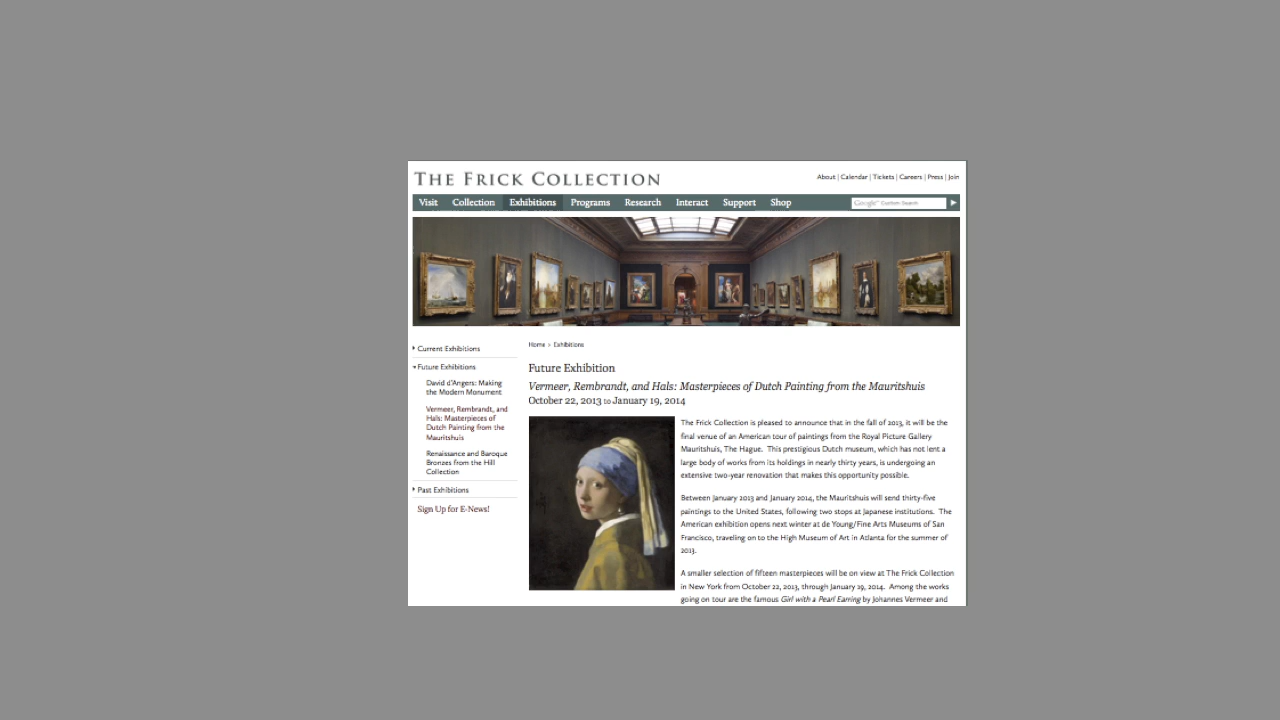 THE FRICK COLLECTION
About | Calendar | Tickets | Careers | Press | Join
Visit Collection Exhibitions Programs Research Interact Support Shop
Google™ Custom Search
Home > Exhibitions
Current Exhibitions
Future Exhibitions
David d'Angers: Making
the Modern Monument
Vermeer, Rembrandt, and
Hals: Masterpieces of
Dutch Painting from the
Mauritshuis
Renaissance and Baroque
Bronzes from the Hill
Collection
Past Exhibitions
Sign Up for E-News!
Future Exhibition
Vermeer, Rembrandt, and Hals: Masterpieces of Dutch Painting from the Mauritshuis
October 22, 2013 to January 19, 2014
The Frick Collection is pleased to announce that in the fall of 2013, it will be the
final venue of an American tour of paintings from the Royal Picture Gallery
Mauritshuis, The Hague. This prestigious Dutch museum, which has not lent a
large body of works from its holdings in nearly thirty years, is undergoing an
extensive two-year renovation that makes this opportunity possible.
Between January 2013 and January 2014, the Mauritshuis will send thirty-five
paintings to the United States, following two stops at Japanese institutions. The
American exhibition opens next winter at de Young/Fine Arts Museums of San
Francisco, traveling on to the High Museum of Art in Atlanta for the summer of
2013.
A smaller selection of fifteen masterpieces will be on view at The Frick Collection
in New York from October 22, 2013, through January 19, 2014. Among the works
going on tour are the famous Girl with a Pearl Earring by Johannes Vermeer and